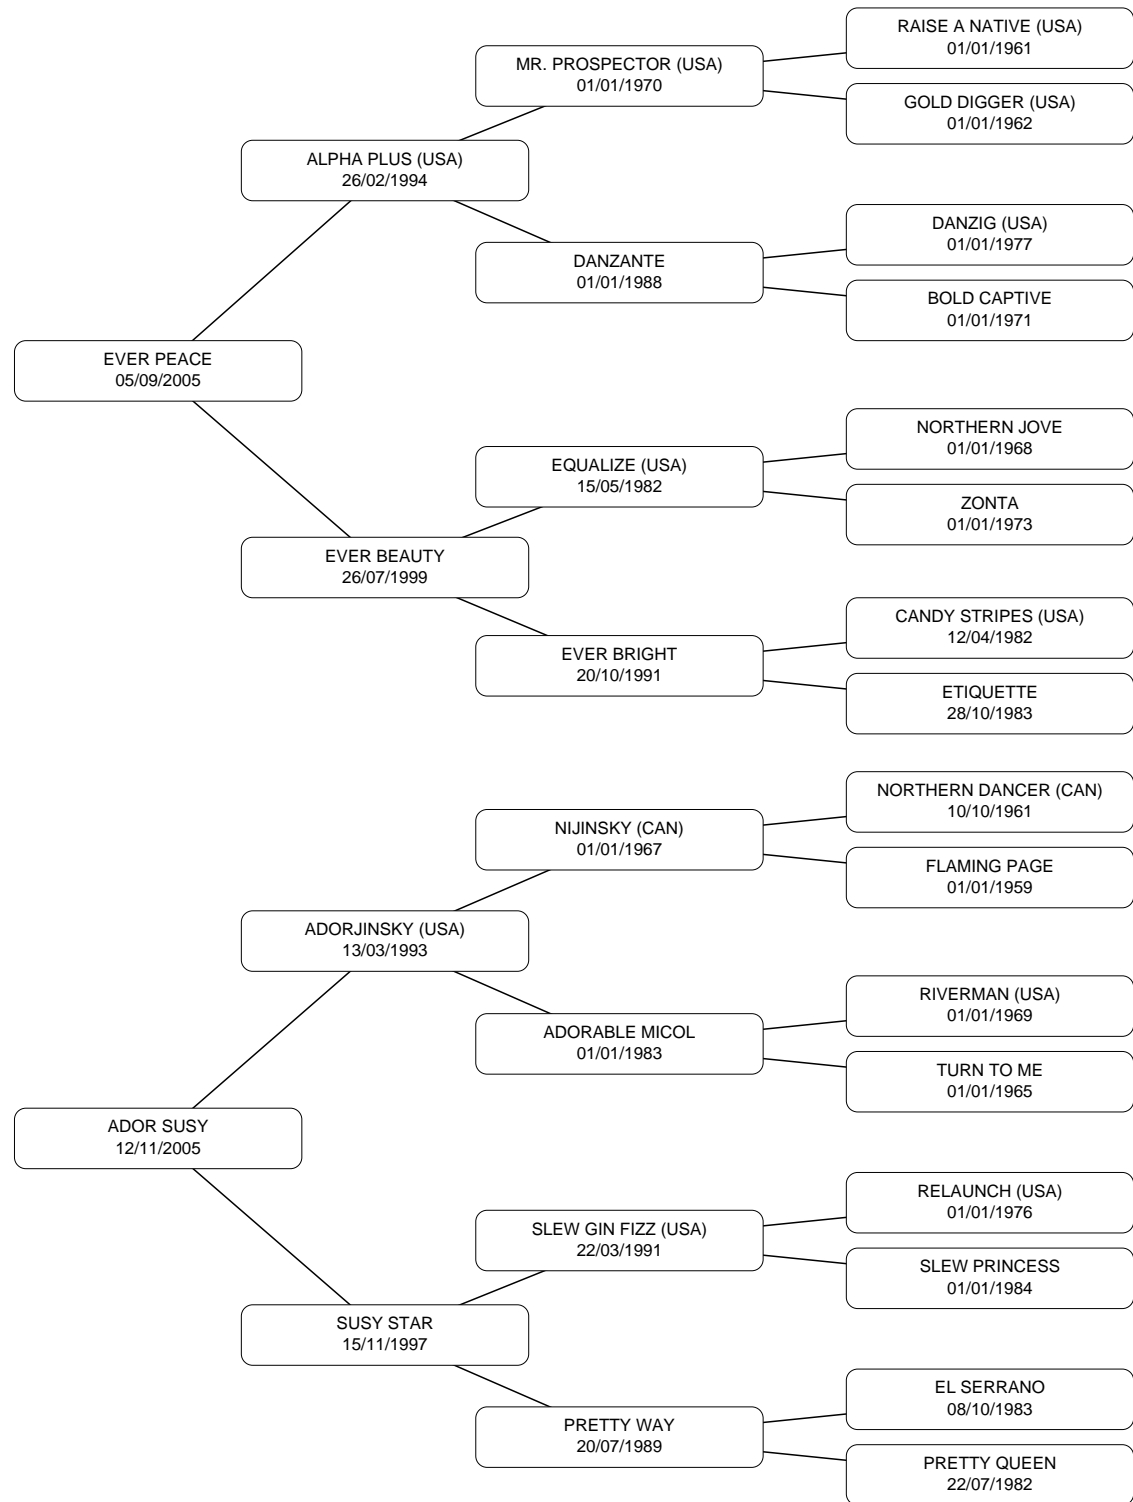 RAISE A NATIVE (USA)
01/01/1961
MR. PROSPECTOR (USA)
01/01/1970
GOLD DIGGER (USA)
01/01/1962
ALPHA PLUS (USA)
26/02/1994
DANZIG (USA)
01/01/1977
DANZANTE
01/01/1988
BOLD CAPTIVE
01/01/1971
EVER PEACE
05/09/2005
NORTHERN JOVE
01/01/1968
EQUALIZE (USA)
15/05/1982
ZONTA
01/01/1973
EVER BEAUTY
26/07/1999
CANDY STRIPES (USA)
12/04/1982
EVER BRIGHT
20/10/1991
ETIQUETTE
28/10/1983
NORTHERN DANCER (CAN)
10/10/1961
NIJINSKY (CAN)
01/01/1967
FLAMING PAGE
01/01/1959
ADORJINSKY (USA)
13/03/1993
RIVERMAN (USA)
01/01/1969
ADORABLE MICOL
01/01/1983
TURN TO ME
01/01/1965
ADOR SUSY
12/11/2005
RELAUNCH (USA)
01/01/1976
SLEW GIN FIZZ (USA)
22/03/1991
SLEW PRINCESS
01/01/1984
SUSY STAR
15/11/1997
EL SERRANO
08/10/1983
PRETTY WAY
20/07/1989
PRETTY QUEEN
22/07/1982